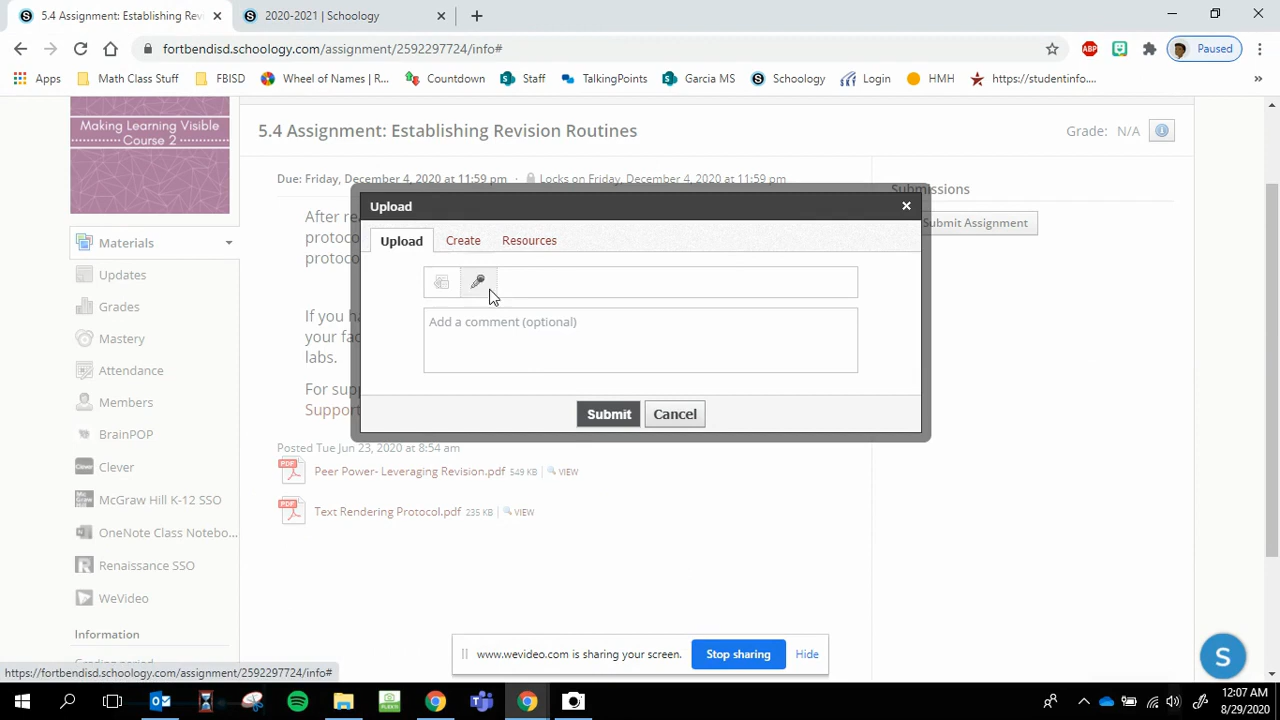 5.4 Assignment: Establishing Rev
2020-2021 | Schoology
fortbendisd.schoology.com/assignment/2592297724/info#
ABP
Paused
Apps
Math Class Stuff
FBISD
Wheel of Names | R...
Countdown
Staff
TalkingPoints
Garcia MS
Schoology
Login
HMH
https://studentinfo....
»
Making Learning Visible
Course 2
5.4 Assignment: Establishing Revision Routines
Grade: N/A
Due: Friday, December 4, 2020 at 11:59 pm · Locks on Friday, December 4, 2020 at 11:59 pm
Submissions
Submit Assignment
After re
protoco
protoco
If you ha
your fac
labs.
For supp
Support
Upload
Upload
Create
Resources
Add a comment (optional)
Submit
Cancel
Materials
Updates
Grades
Mastery
Attendance
Members
BrainPOP
Clever
McGraw Hill K-12 SSO
OneNote Class Notebo...
Renaissance SSO
WeVideo
Information
Posted Tue Jun 23, 2020 at 8:54 am
PDF Peer Power- Leveraging Revision.pdf 549 KB VIEW
PDF Text Rendering Protocol.pdf 235 KB VIEW
www.wevideo.com is sharing your screen.
Stop sharing
Hide
S
https://fortbendisd.schoology.com/assignment/2592297724/info#
12:07 AM
8/29/2020